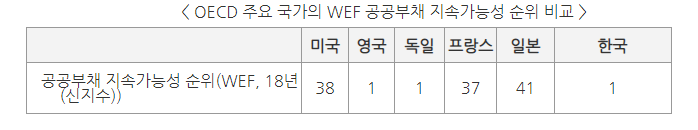 < OECD 주요 국가의 WEF 공공부채 지속가능성 순위 비교 >
미국 영국 독일 프랑스 일본 한국
공공부채 지속가능성 순위(WEF, 18년
(신지수)) 38 1 1 37 41 1